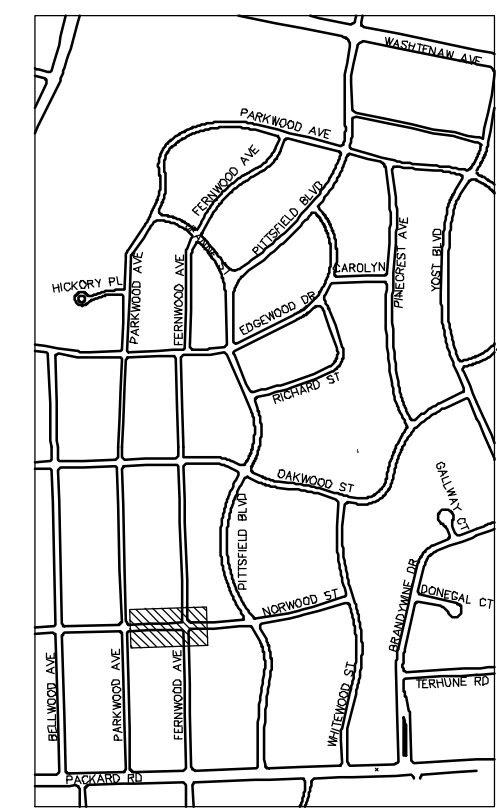 WASHTENAW AVE
PARKWOOD AVE
FERNWOOD AVE
PITTSFIELD BLVD
CAROLYN
PINECREST AVE
YOST BLVD
HICKORY PL
PARKWOOD AVE
FERNWOOD AVE
EDGEWOOD DR
RICHARD ST
OAKWOOD ST
GALLWAY CT
PITTSFIELD BLVD
NORWOOD ST
BRANDYWNE DR
DONEGAL CT
BELLWOOD AVE
PARKWOOD AVE
FERNWOOD AVE
WHITEWOOD ST
TERHUNE RD
PACKARD RD